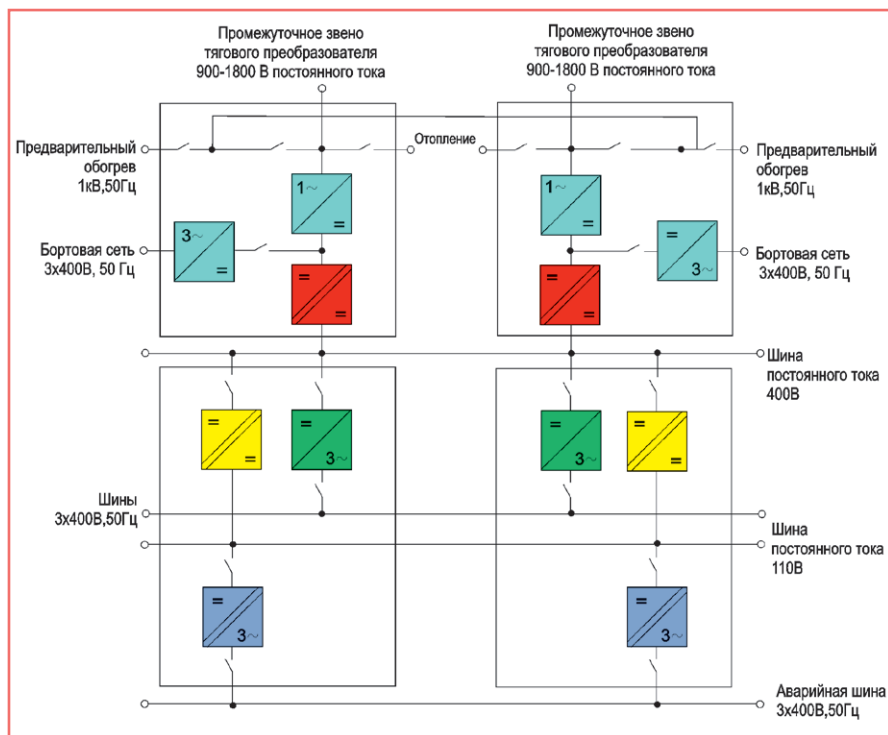 Промежуточное звено
тягового преобразователя
900-1800 В постоянного тока
Промежуточное звено
тягового преобразователя
900-1800 В постоянного тока
Предварительный
обогрев
1кВ,50Гц
Отопление
Предварительный
обогрев
1кВ,50Гц
1~
=
1~
=
Бортовая сеть
3х400В, 50 Гц
3~
=
=
3~
Бортовая сеть
3х400В, 50 Гц
=
=
=
=
Шина
постоянного тока
400В
=
=
=
3~
=
3~
=
=
Шины
3х400В,50Гц
Шина
постоянного тока
110В
=
3~
=
3~
Аварийная шина
3х400В,50Гц